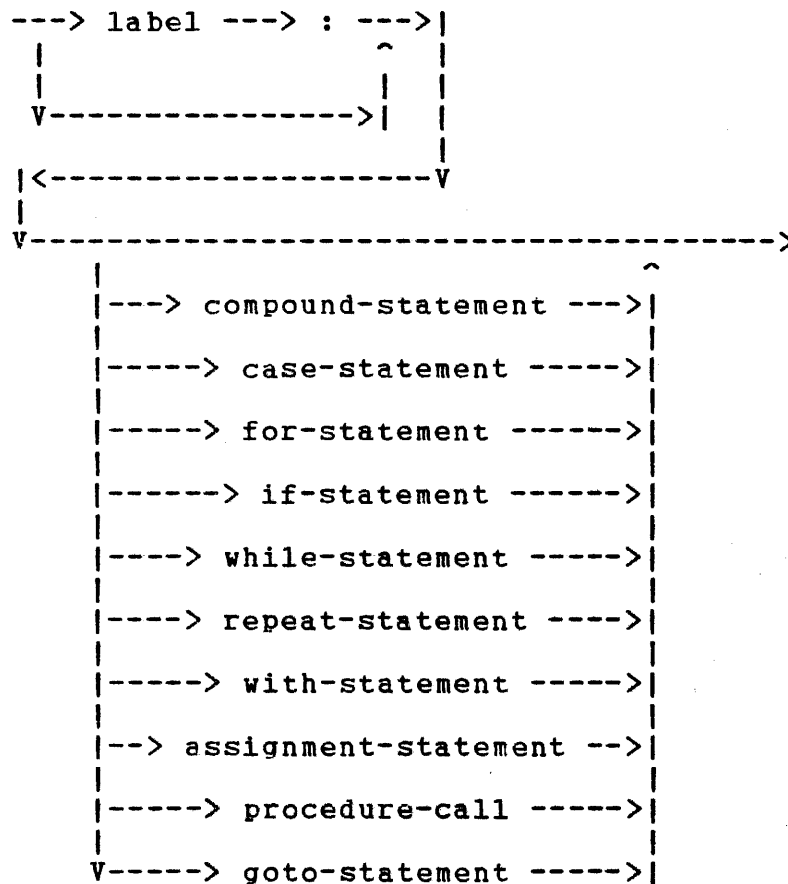 ---> label ---> : --->|
| ^ |
| | |
V----------------->| |
|
|<---------------------V
|
V---------------------------------------->
| ^
|---> compound-statement --->|
|-----> case-statement ----->|
|-----> for-statement ------>|
|------> if-statement ------>|
|----> while-statement ----->|
|----> repeat-statement ---->|
|-----> with-statement ----->|
|--> assignment-statement -->|
|-----> procedure-call ----->|
V-----> goto-statement ----->|